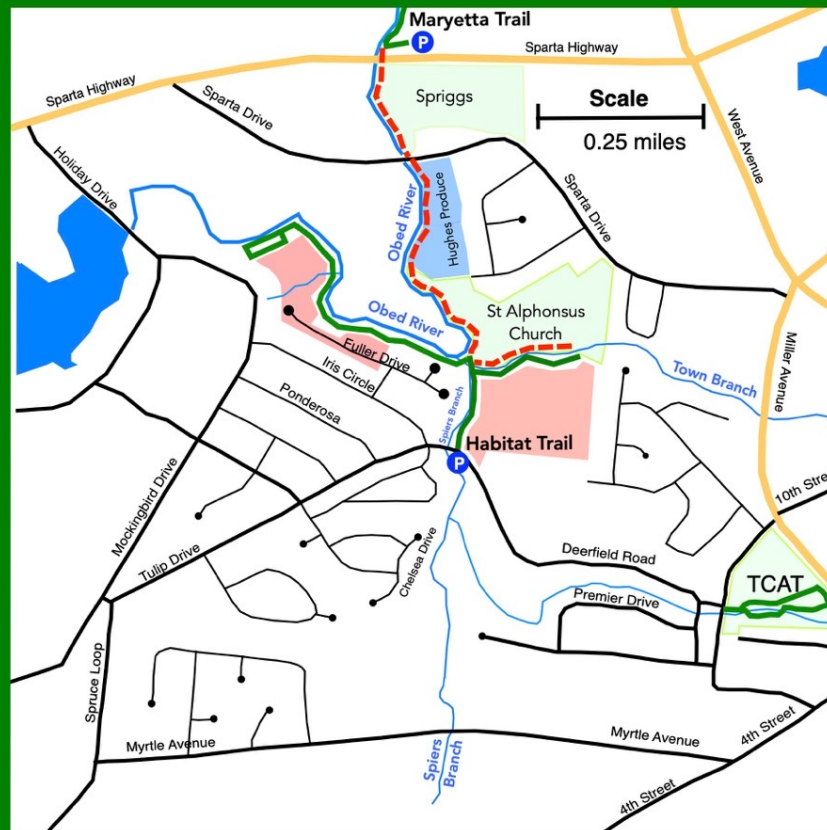 Maryetta Trail
P
Sparta Highway
Sparta Highway
Spriggs
Scale
0.25 miles
West Avenue
Sparta Drive
Holiday Drive
Hughes Produce
Sparta Drive
Obed River
Obed River
St Alphonsus
Church
Fuller Drive
Iris Circle
Ponderosa
Town Branch
Miller Avenue
Spiers Branch
Habitat Trail
P
10th Stre
Mockingbird Drive
Tulip Drive
Chelsea Drive
Deerfield Road
Premier Drive
TCAT
Spruce Loop
Myrtle Avenue
Myrtle Avenue
4th Street
Spiers
Branch
4th Street